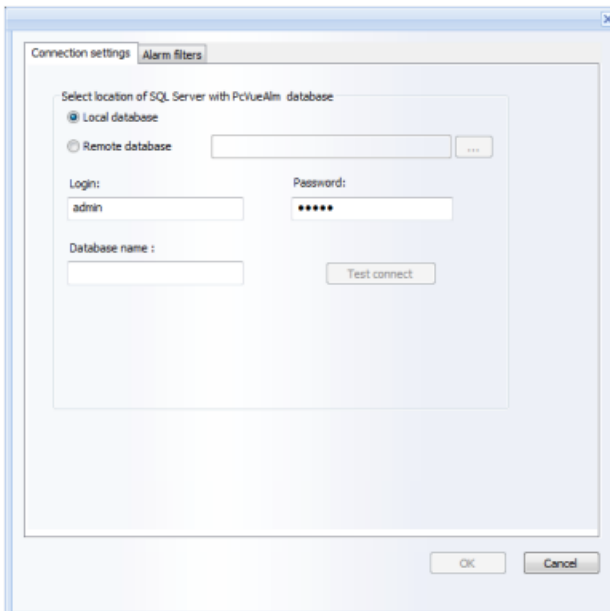 Connection settings
Alarm filters
Select location of SQL Server with PcVueAlm database
Local database
Remote database
...
Login:
Password:
admin
•••••
Database name :
Test connect
OK
Cancel